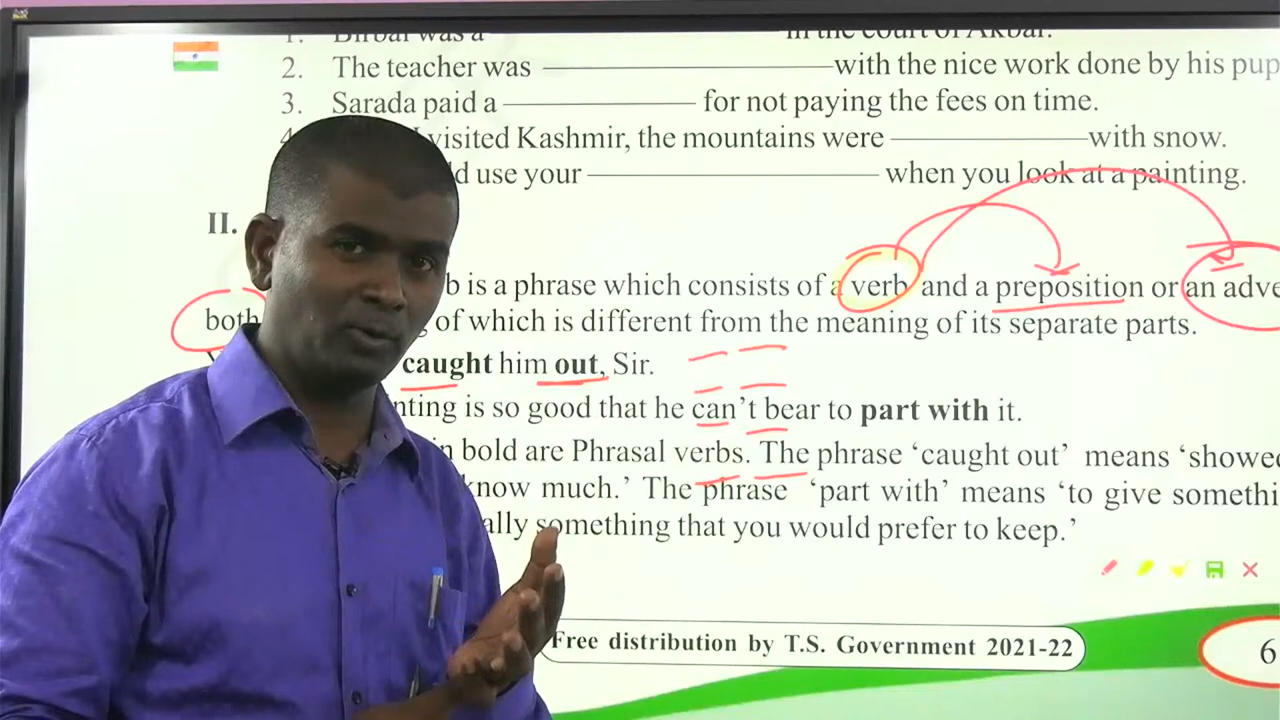 1. Birbal was a in the court of Akbar.
2. The teacher was with the nice work done by his pup
3. Sarada paid a for not paying the fees on time.
4. visited Kashmir, the mountains were with snow.
use your when you look at a painting.
II.
b is a phrase which consists of a verb and a preposition or an adve
both of which is different from the meaning of its separate parts.
caught him out, Sir.
nting is so good that he can't bear to part with it.
in bold are Phrasal verbs. The phrase 'caught out' means 'showed
know much.' The phrase 'part with' means 'to give somethi
ally something that you would prefer to keep.'
Free distribution by T.S. Government 2021-22
6